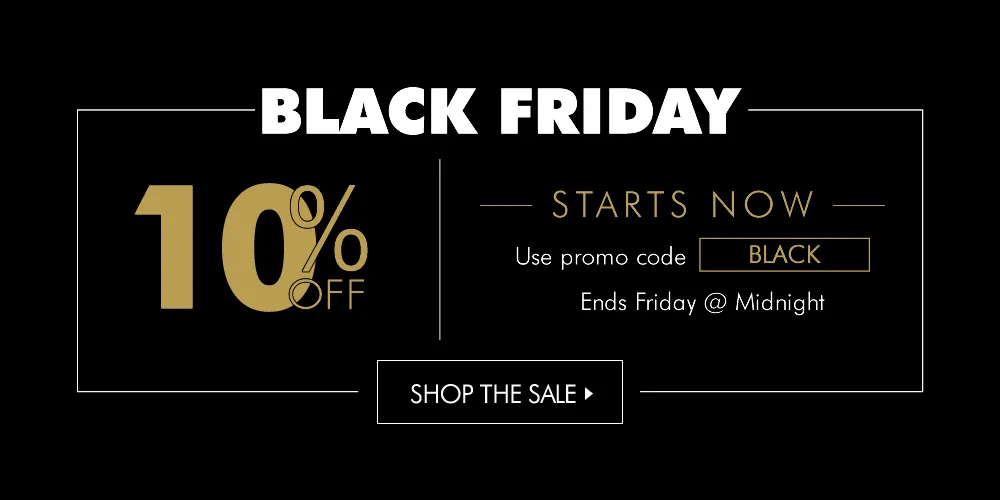 BLACK FRIDAY
10%
OFF
STARTS NOW
Use promo code BLACK
Ends Friday @ Midnight
SHOP THE SALE